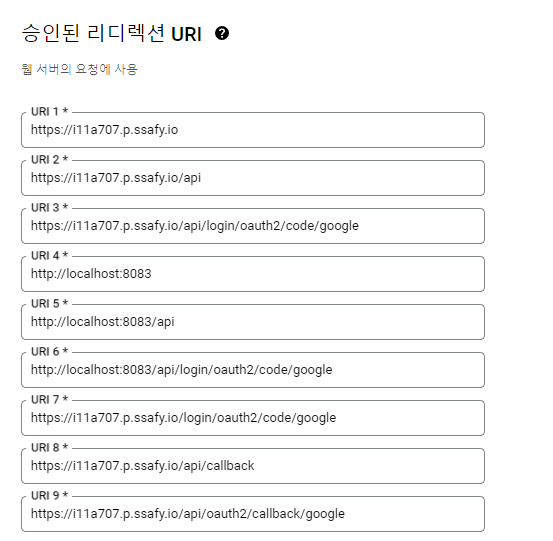 승인된 리디렉션 URI ?
웹 서버의 요청에 사용
URI 1 *
https://i11a707.p.ssafy.io
URI 2 *
https://i11a707.p.ssafy.io/api
URI 3 *
https://i11a707.p.ssafy.io/api/login/oauth2/code/google
URI 4 *
http://localhost:8083
URI 5 *
http://localhost:8083/api
URI 6 *
http://localhost:8083/api/login/oauth2/code/google
URI 7 *
https://i11a707.p.ssafy.io/login/oauth2/code/google
URI 8 *
https://i11a707.p.ssafy.io/api/callback
URI 9 *
https://i11a707.p.ssafy.io/api/oauth2/callback/google